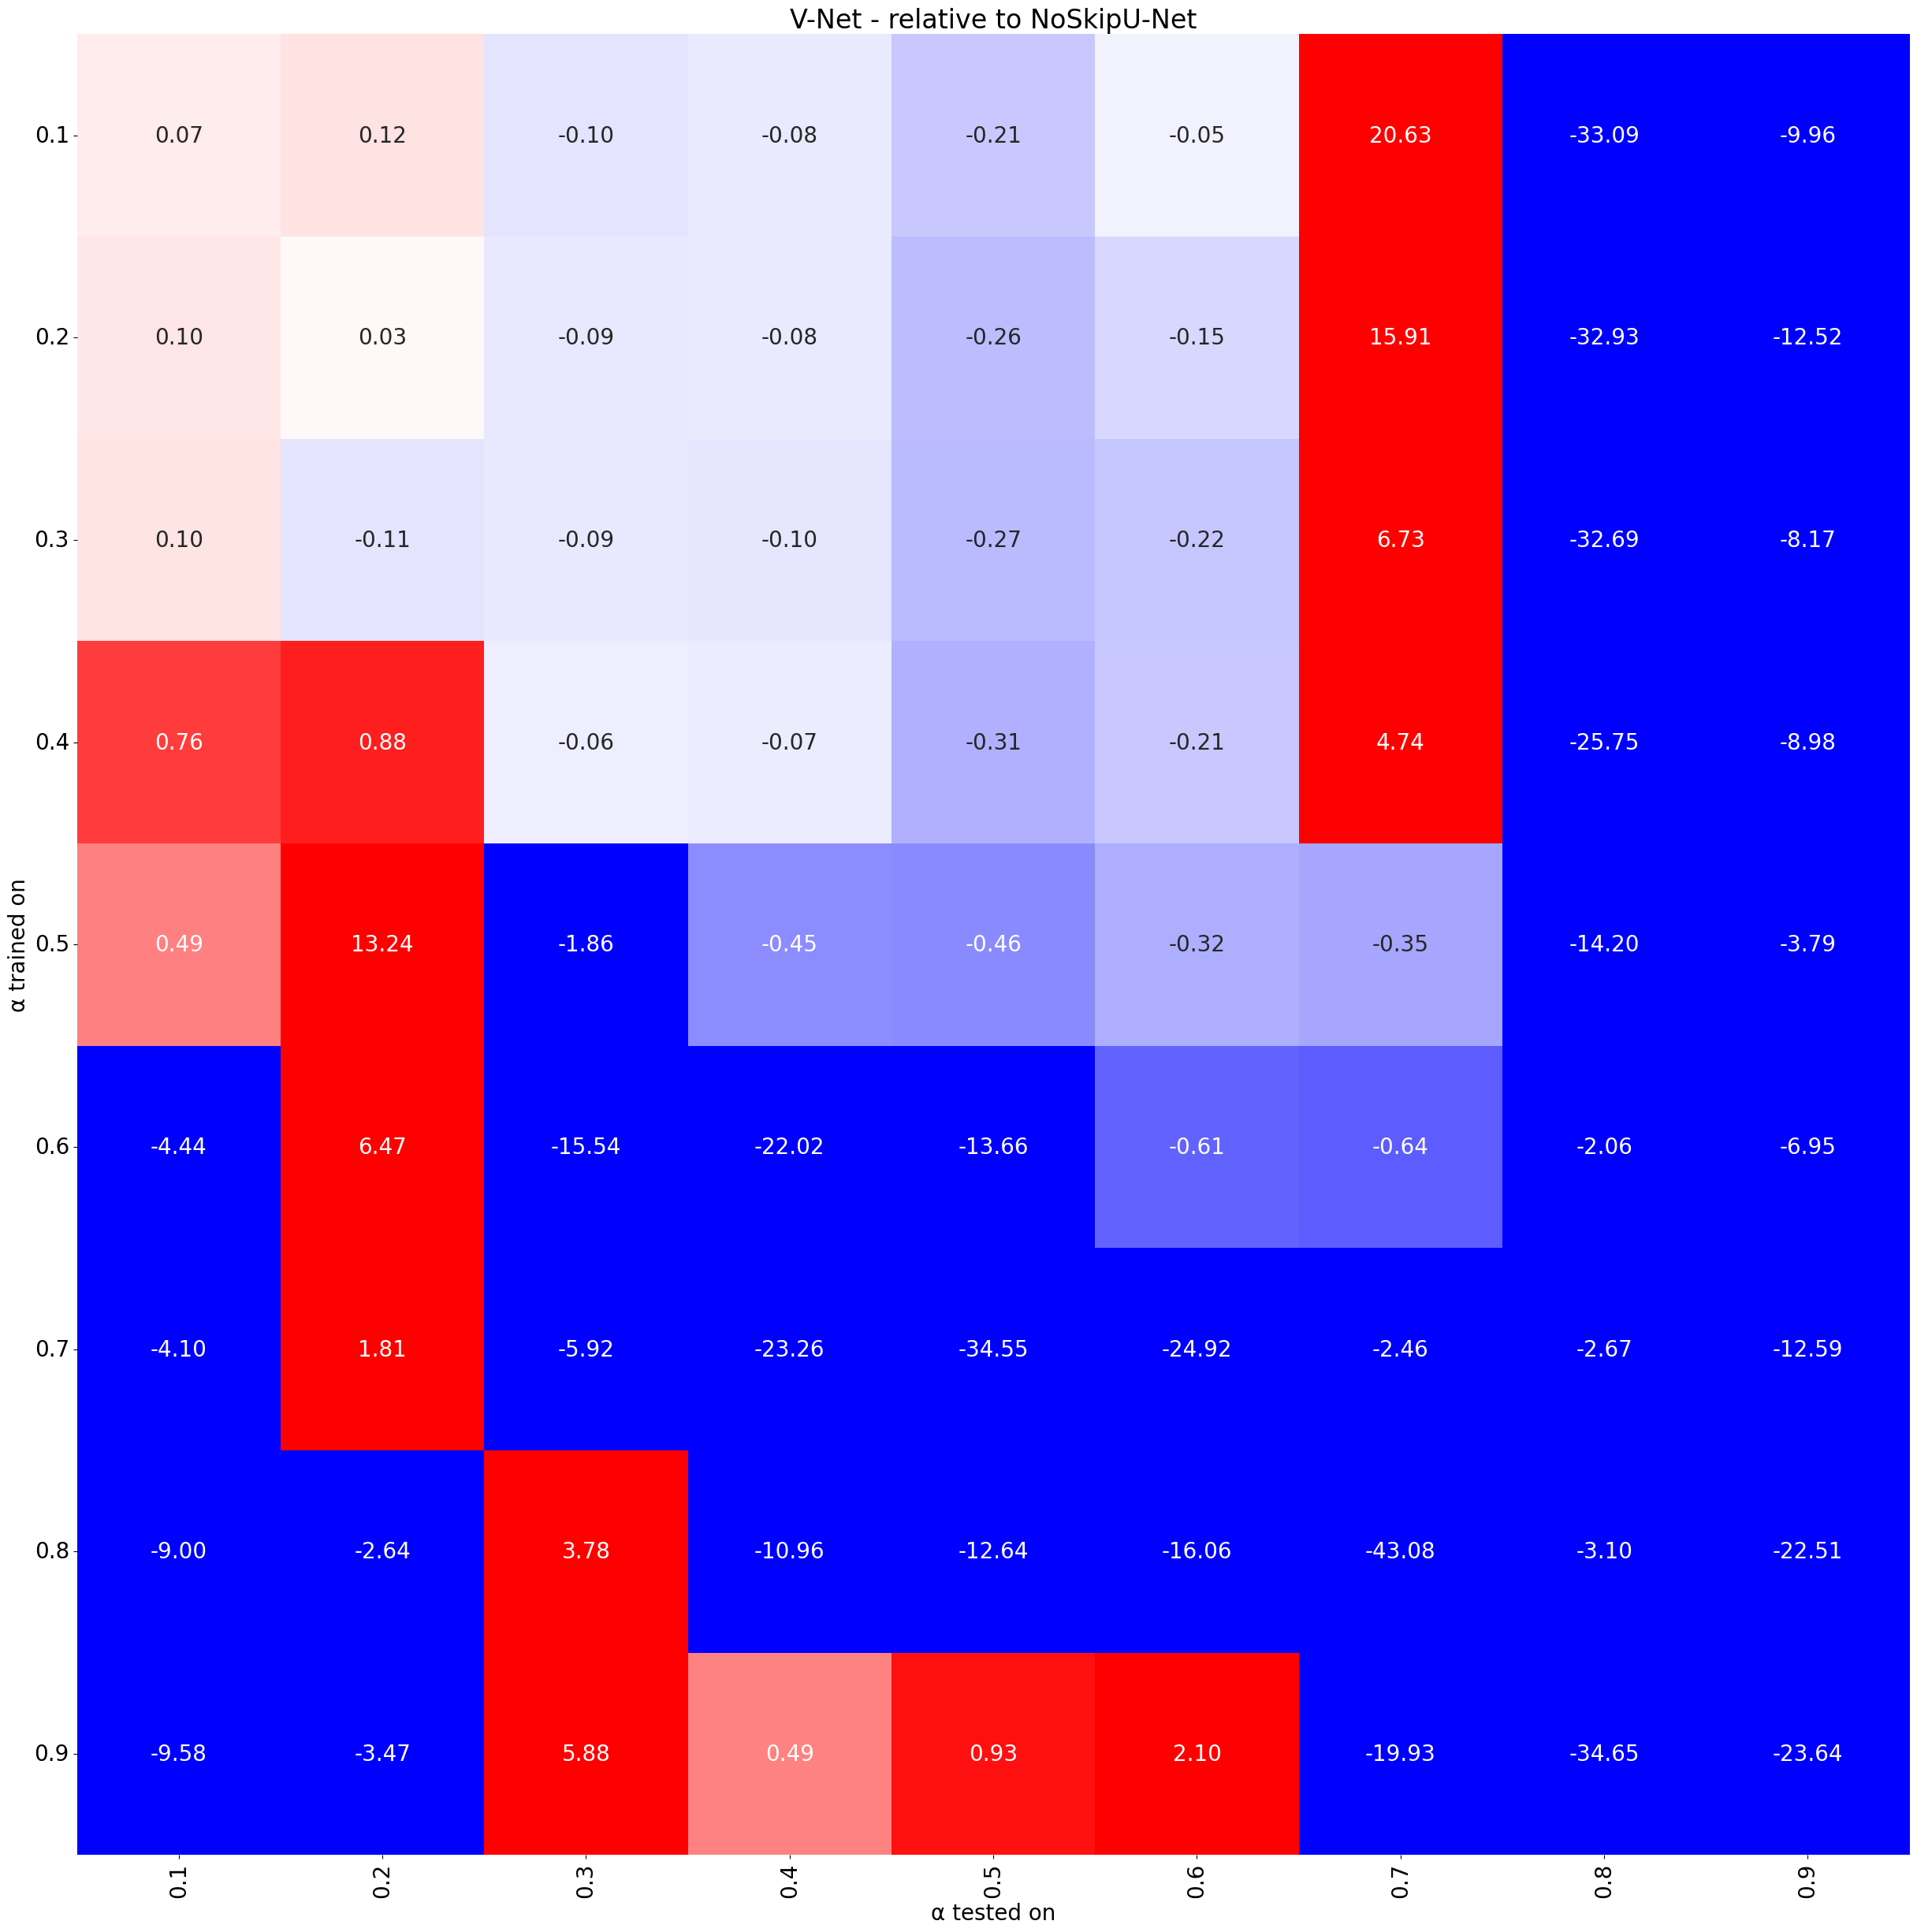 V-Net - relative to NoSkipU-Net
0.1 0.07 0.12 -0.10 -0.08 -0.21 -0.05 20.63 -33.09 -9.96
0.2 0.10 0.03 -0.09 -0.08 -0.26 -0.15 15.91 -32.93 -12.52
0.3 0.10 -0.11 -0.09 -0.10 -0.27 -0.22 6.73 -32.69 -8.17
0.4 0.76 0.88 -0.06 -0.07 -0.31 -0.21 4.74 -25.75 -8.98
0.5 0.49 13.24 -1.86 -0.45 -0.46 -0.32 -0.35 -14.20 -3.79
0.6 -4.44 6.47 -15.54 -22.02 -13.66 -0.61 -0.64 -2.06 -6.95
0.7 -4.10 1.81 -5.92 -23.26 -34.55 -24.92 -2.46 -2.67 -12.59
0.8 -9.00 -2.64 3.78 -10.96 -12.64 -16.06 -43.08 -3.10 -22.51
0.9 -9.58 -3.47 5.88 0.49 0.93 2.10 -19.93 -34.65 -23.64
α trained on
0.1 0.2 0.3 0.4 0.5 0.6 0.7 0.8 0.9
α tested on